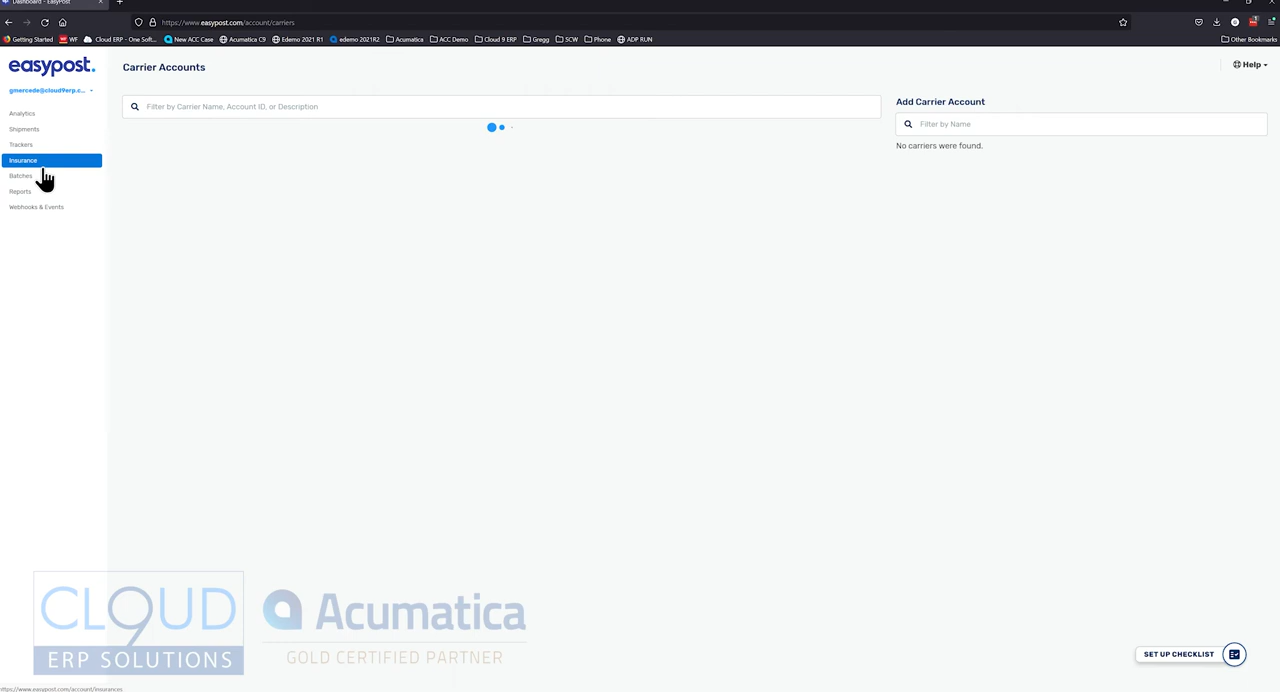 Dashboard - EasyPost
https://www.easypost.com/account/carriers
Getting Started WF Cloud ERP - One Soft... New ACC Case Acumatica C9 Edemo 2021 R1 edemo 2021R2 Acumatica ACC Demo Cloud 9 ERP Gregg SCW Phone ADP RUN Other Bookmarks
easypost.
gmercede@cloud9erp.c...
Analytics
Shipments
Trackers
Insurance
Batches
Reports
Webhooks & Events
Carrier Accounts
Filter by Carrier Name, Account ID, or Description
Help
Add Carrier Account
Filter by Name
No carriers were found.
CL9UD
ERP SOLUTIONS
Acumatica
GOLD CERTIFIED PARTNER
SET UP CHECKLIST
https://www.easypost.com/account/insurances